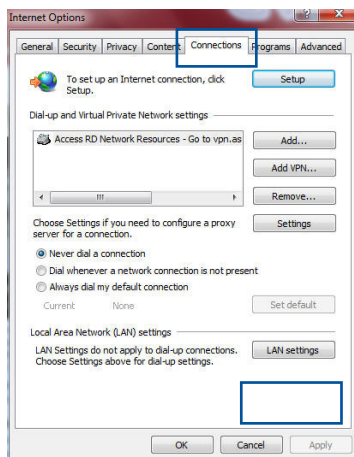 Internet Options
General Security Privacy Content Connections Programs Advanced
To set up an Internet connection, click
Setup.
Setup
Dial-up and Virtual Private Network settings
Access RD Network Resources - Go to vpn.as
Add...
Add VPN...
Remove...
Choose Settings if you need to configure a proxy
server for a connection.
Settings
Never dial a connection
Dial whenever a network connection is not present
Always dial my default connection
Current None
Set default
Local Area Network (LAN) settings
LAN Settings do not apply to dial-up connections.
Choose Settings above for dial-up settings.
LAN settings
OK Cancel Apply